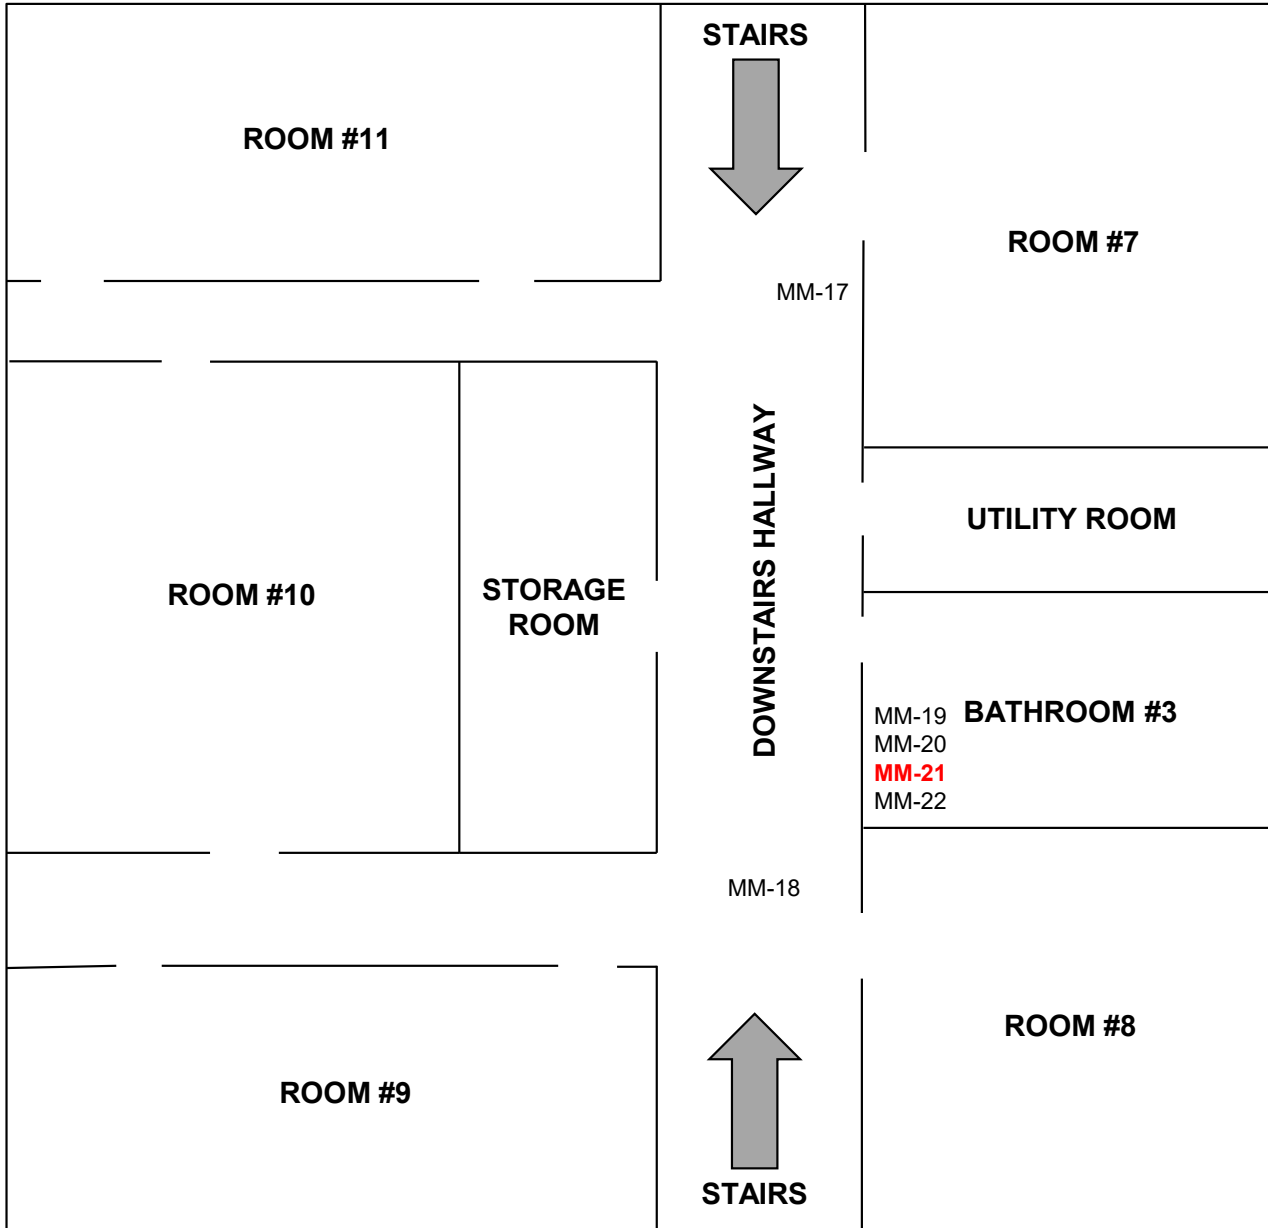 STAIRS
ROOM #11
ROOM #7
MM-17
DOWNSTAIRS HALLWAY
UTILITY ROOM
ROOM #10
STORAGE
ROOM
MM-19
BATHROOM #3
MM-20
MM-21
MM-22
MM-18
ROOM #8
ROOM #9
STAIRS